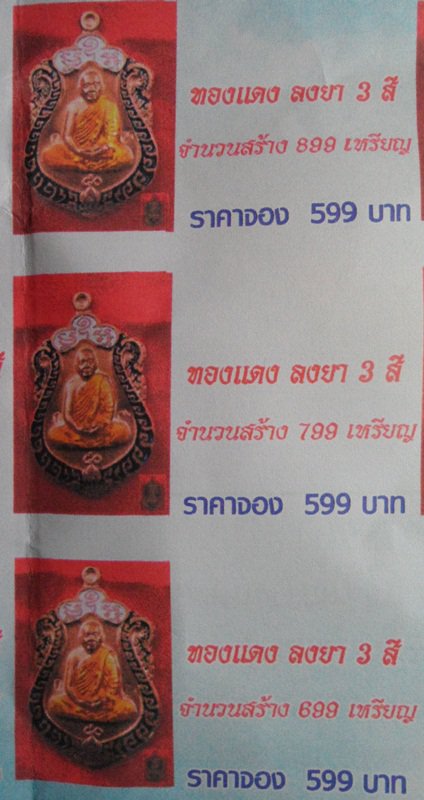 ทองแดง ลงยา 3 สี
จำนวนสร้าง 899 เหรียญ
ราคาจอง 599 บาท
ทองแดง ลงยา 3 สี
จำนวนสร้าง 799 เหรียญ
ราคาจอง 599 บาท
ทองแดง ลงยา 3 สี
จำนวนสร้าง 699 เหรียญ
ราคาจอง 599 บาท